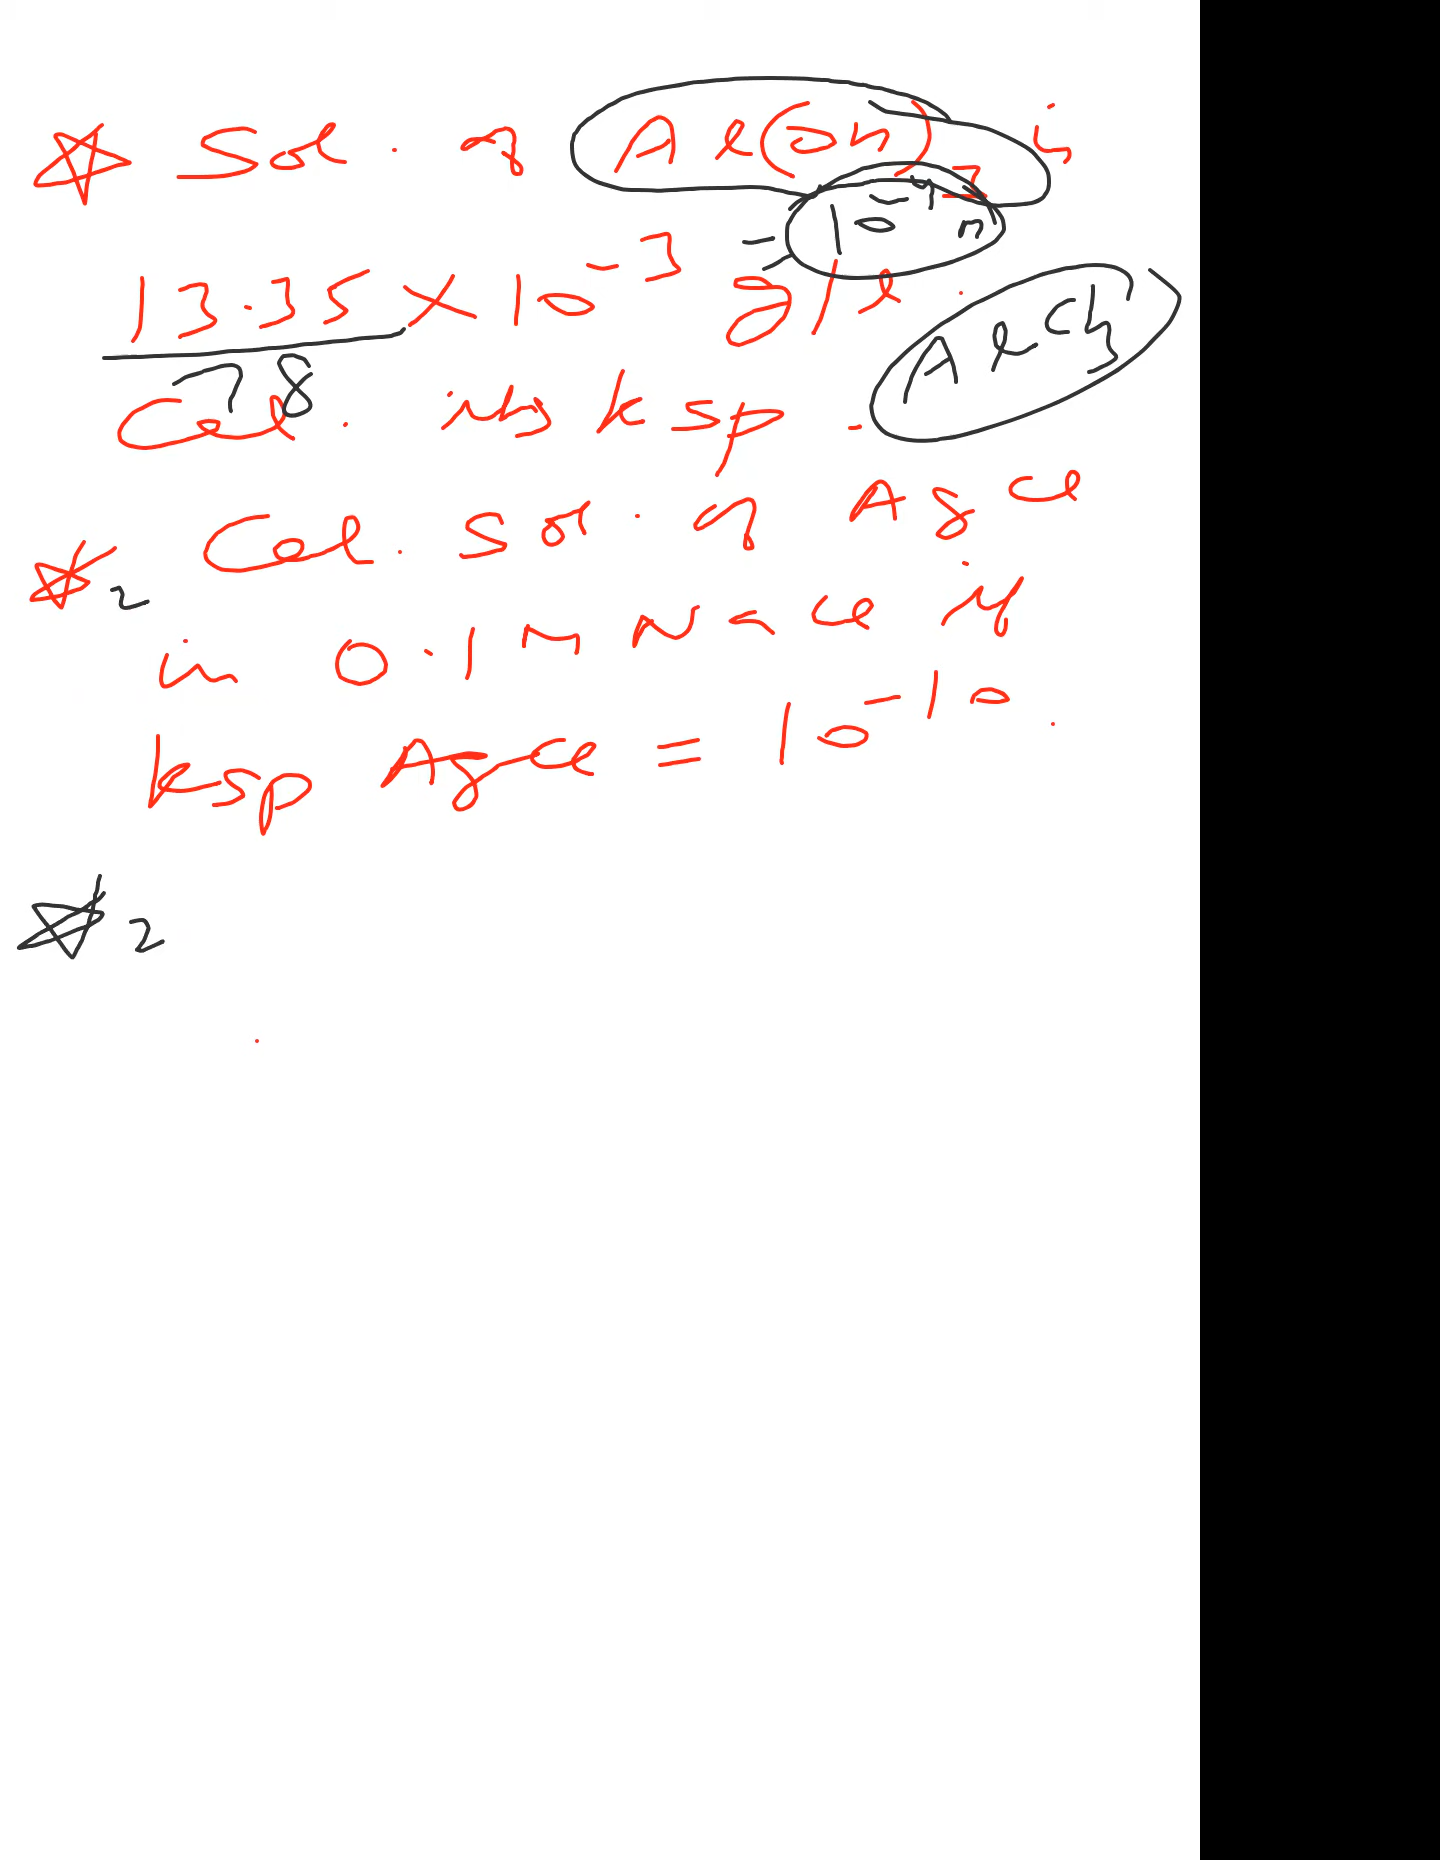 Sol. of Al(OH)3 is
13.35 × 10^-3 g/l. = 10^-4 M
78
AlCl3
Cal. its ksp.
2 Cal. Sol. of AgCl
in 0.1 M NaCl if
ksp AgCl = 10^-10.
2